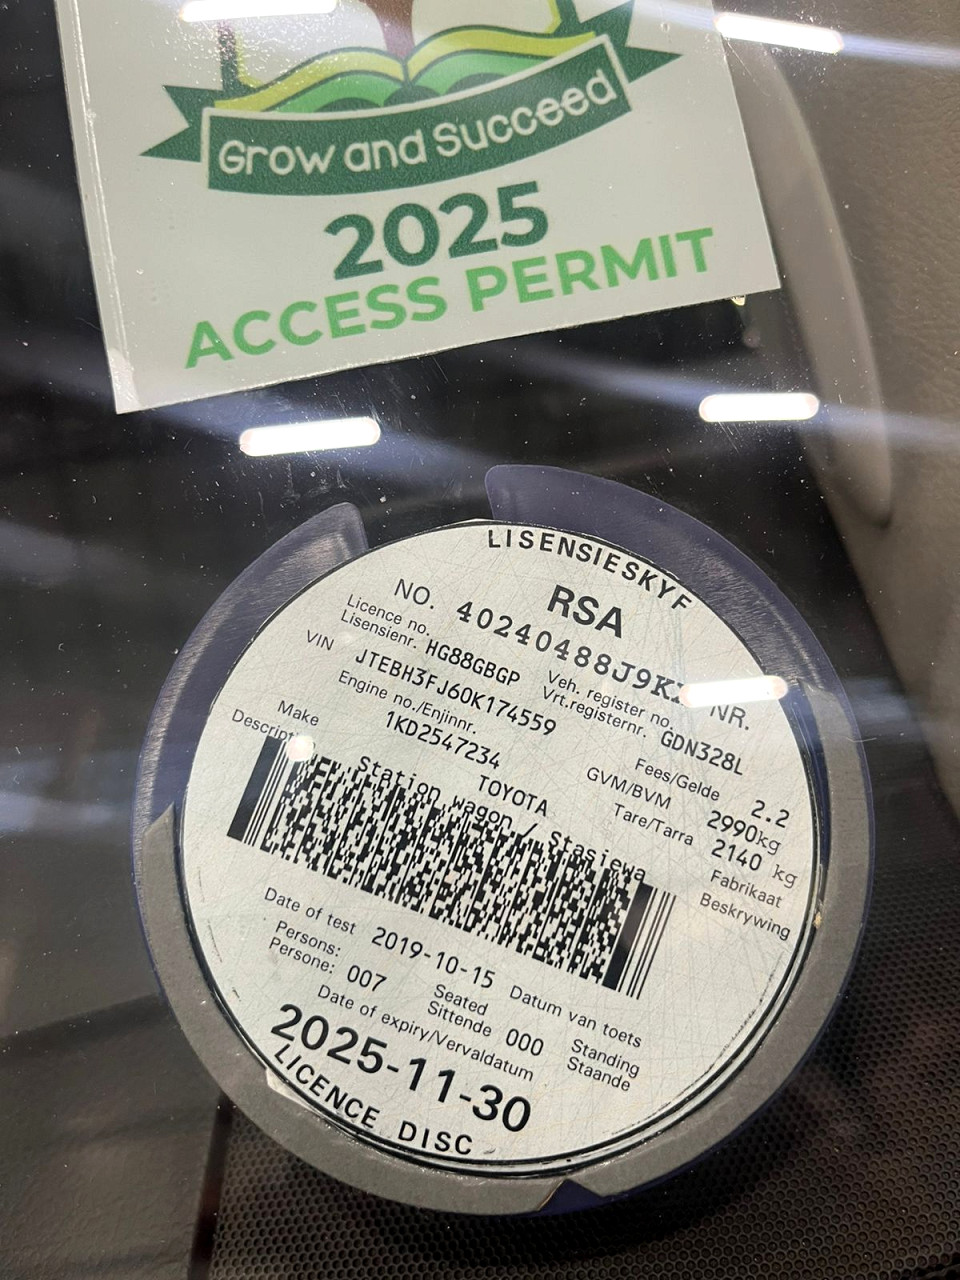 Grow and Succeed
2025
ACCESS PERMIT
LISENSIESKYF
RSA
NO. 40240488J9K NR.
Licence no.
Lisensienr. HG88GBGP
Veh. register no.
Vrt.registernr. GDN328L
VIN JTEBH3FJ60K174559
Engine no./Enjinnr.
1KD2547234
Fees/Gelde 2.2
GVM/BVM 2990kg
Tare/Tarra 2140 kg
Make TOYOTA Fabrikaat
Station wagon / Stasiewa Beskrywing
Date of test 2019-10-15 Datum van toets
Persons:
Persone: 007
Seated
Sittende 000
Standing
Staande
Date of expiry/Vervaldatum
2025-11-30
LICENCE DISC